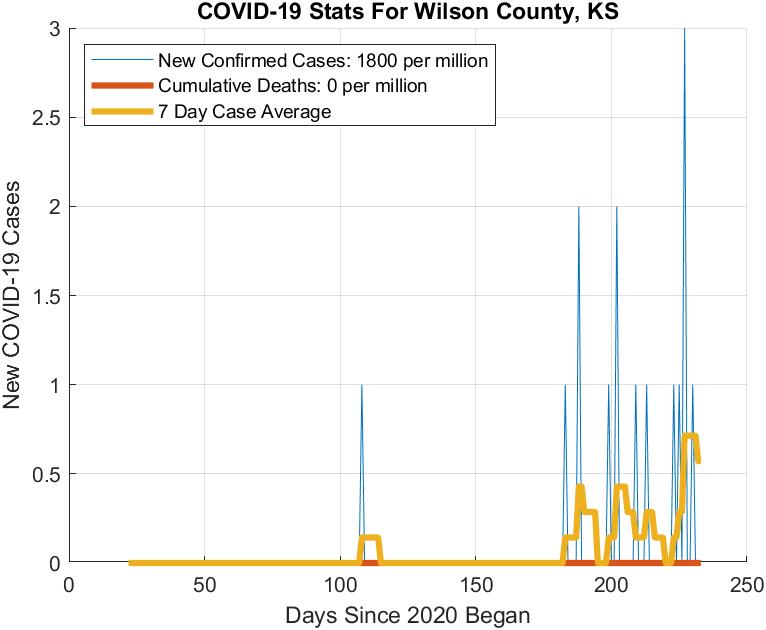 COVID-19 Stats For Wilson County, KS
New Confirmed Cases: 1800 per million
Cumulative Deaths: 0 per million
7 Day Case Average
New COVID-19 Cases
3
2.5
2
1.5
1
0.5
0
0 50 100 150 200 250
Days Since 2020 Began